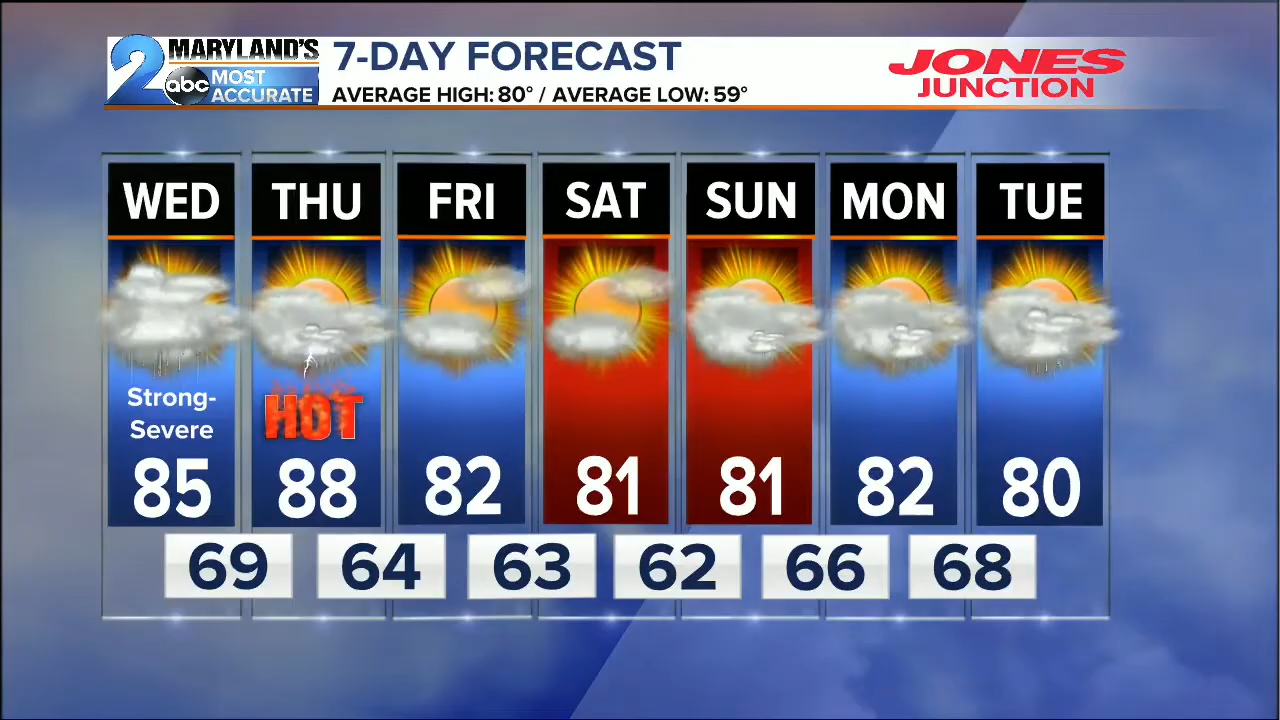 2
abc
MARYLAND'S
MOST
ACCURATE
7-DAY FORECAST
AVERAGE HIGH: 80° / AVERAGE LOW: 59°
JONES
JUNCTION
WED THU FRI SAT SUN MON TUE
Strong-
Severe
HOT
85 88 82 81 81 82 80
69 64 63 62 66 68